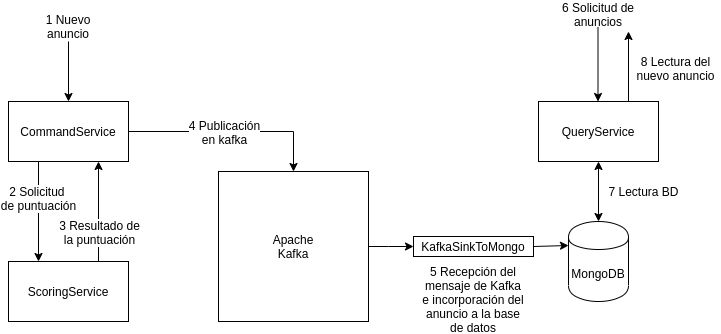 1 Nuevo
anuncio
CommandService
2 Solicitud
de puntuación
3 Resultado de
la puntuación
ScoringService
4 Publicación
en kafka
Apache
Kafka
KafkaSinkToMongo
5 Recepción del
mensaje de Kafka
e incorporación del
anuncio a la base
de datos
6 Solicitud de
anuncios
8 Lectura del
nuevo anuncio
QueryService
7 Lectura BD
MongoDB